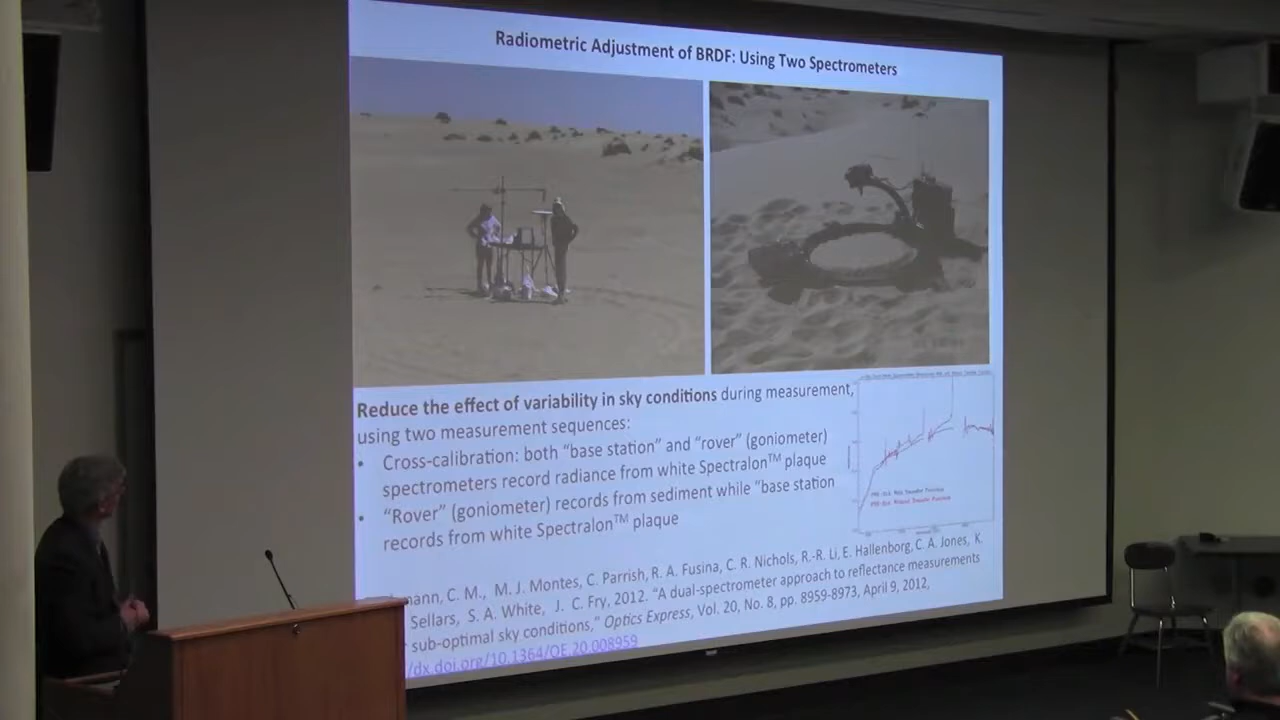 Radiometric Adjustment of BRDF: Using Two Spectrometers
Reduce the effect of variability in sky conditions during measurement,
using two measurement sequences:
• Cross-calibration: both “base station” and “rover” (goniometer)
spectrometers record radiance from white Spectralon™ plaque
• “Rover” (goniometer) records from sediment while “base station
records from white Spectralon™ plaque
mann, C. M., M. J. Montes, C. Parrish, R. A. Fusina, C. R. Nichols, R.-R. Li, E. Hallenborg, C. A. Jones, K.
Sellars, S. A. White, J. C. Fry, 2012. “A dual-spectrometer approach to reflectance measurements
sub-optimal sky conditions,” Optics Express, Vol. 20, No. 8, pp. 8959-8973, April 9, 2012,
/dx.doi.org/10.1364/OE.20.008959